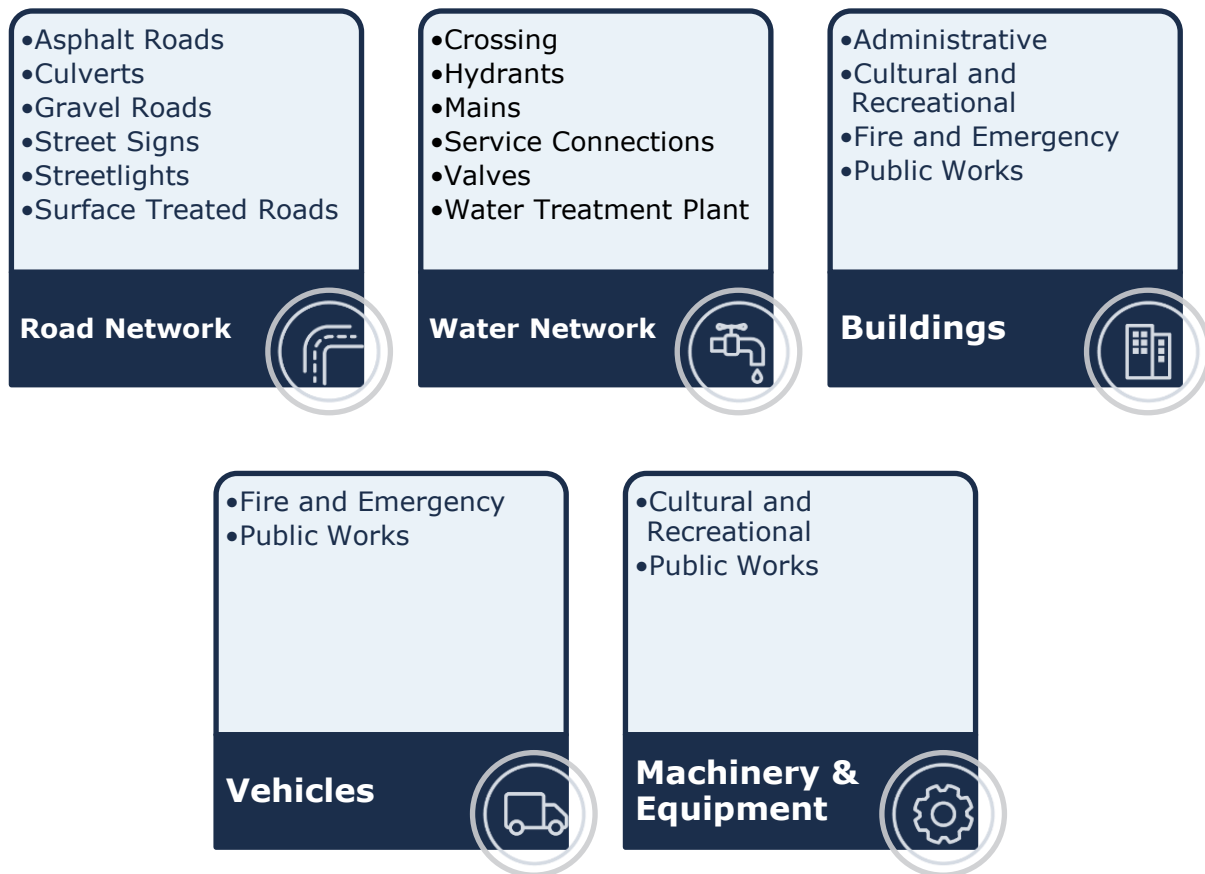 •Asphalt Roads
•Culverts
•Gravel Roads
•Street Signs
•Streetlights
•Surface Treated Roads
Road Network
•Crossing
•Hydrants
•Mains
•Service Connections
•Valves
•Water Treatment Plant
Water Network
•Administrative
•Cultural and
Recreational
•Fire and Emergency
•Public Works
Buildings
•Fire and Emergency
•Public Works
Vehicles
•Cultural and
Recreational
•Public Works
Machinery &
Equipment